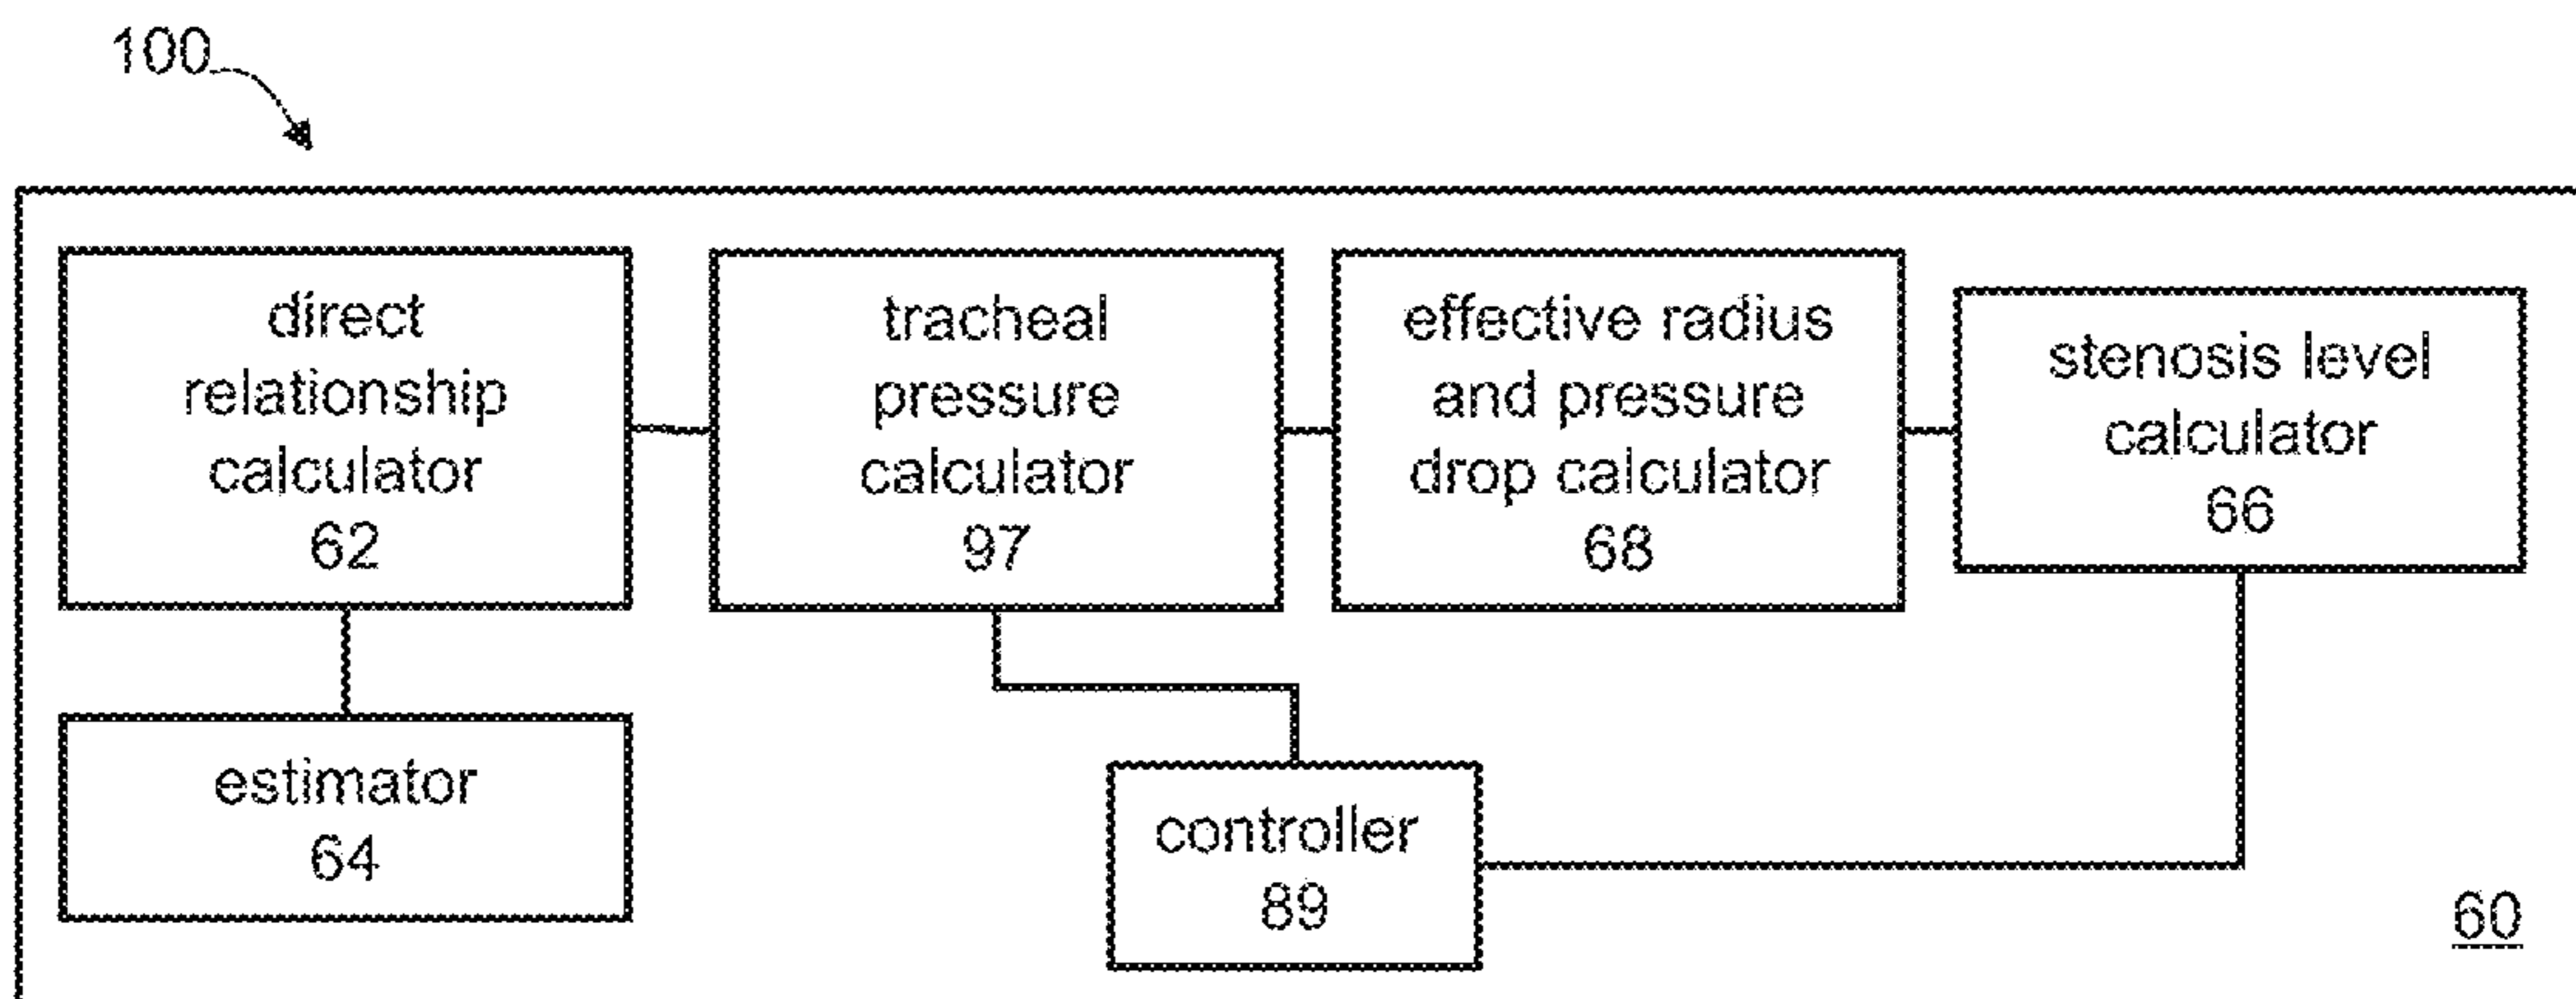 100
direct
relationship
calculator
62
tracheal
pressure
calculator
97
effective radius
and pressure
drop calculator
68
stenosis level
calculator
66
estimator
64
controller
89
60